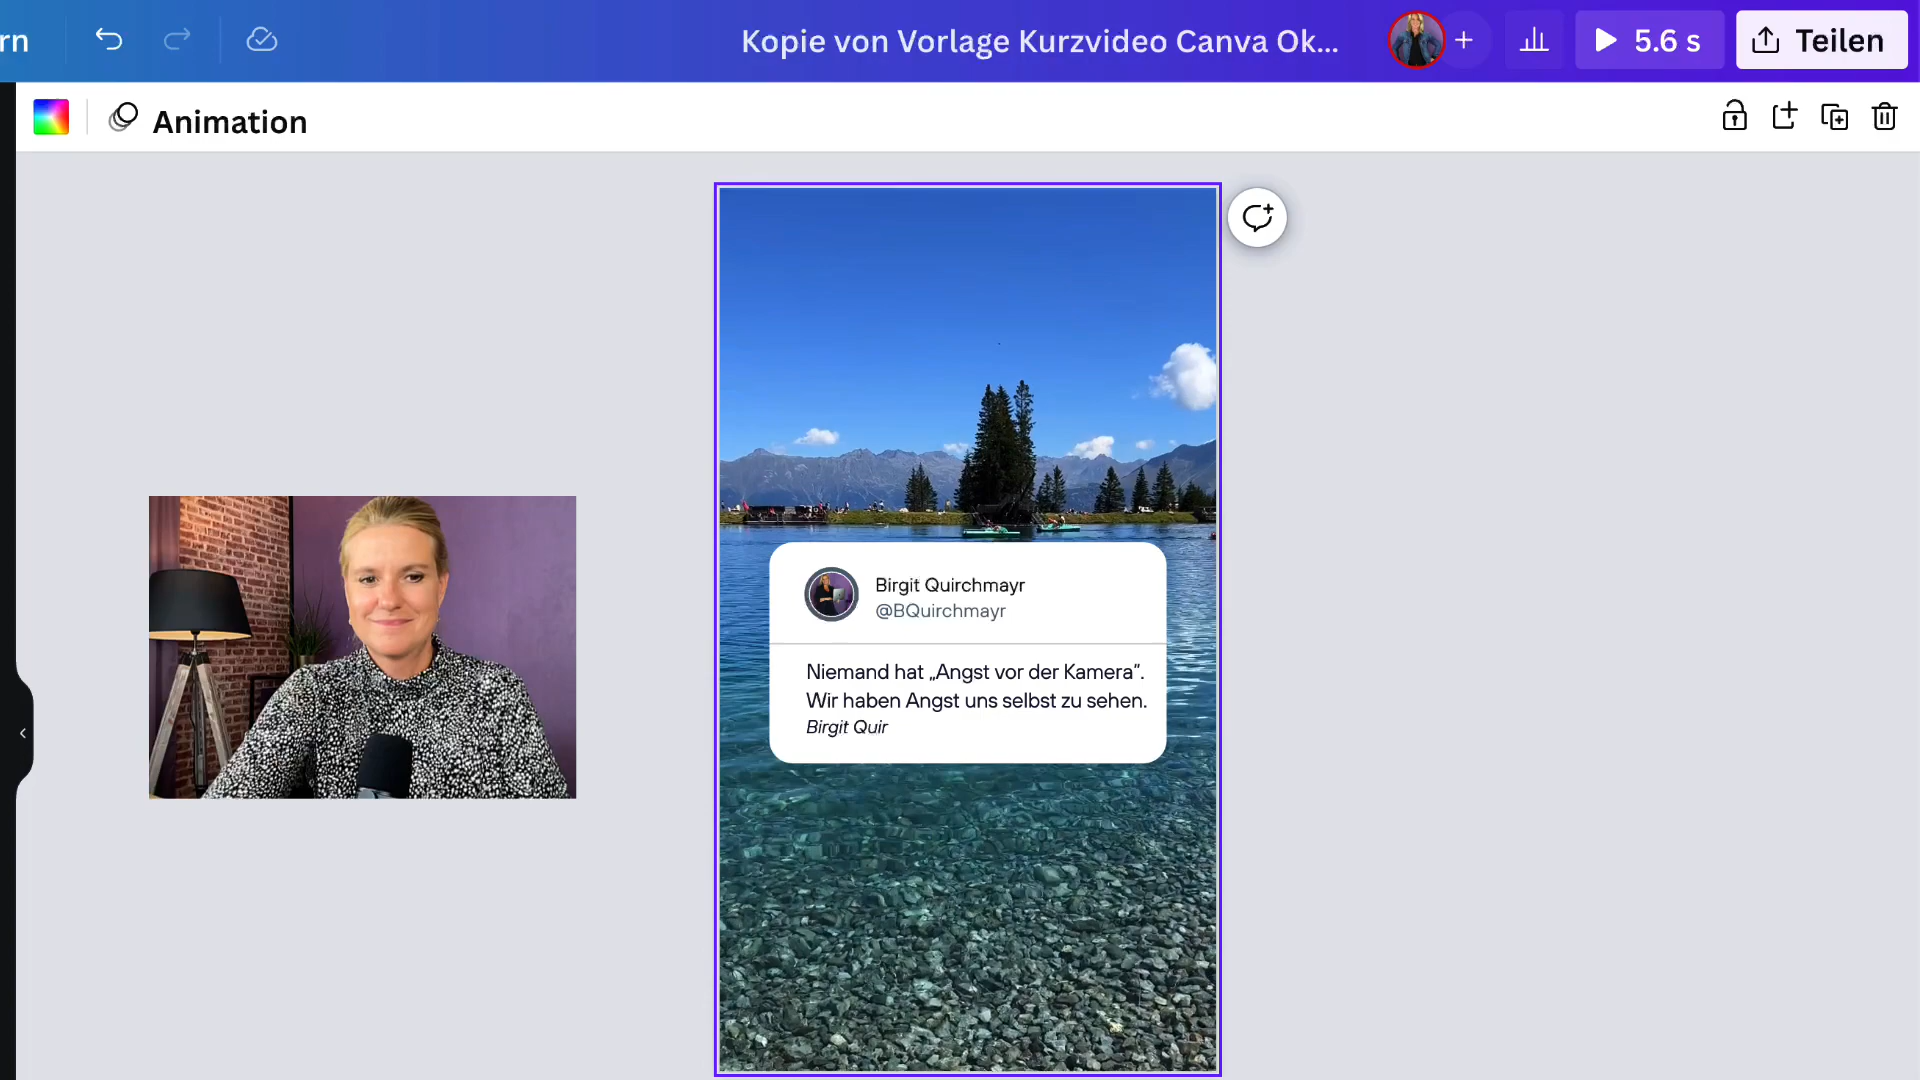 rn
Kopie von Vorlage Kurzvideo Canva Ok...
5.6 s
Teilen
Animation
Birgit Quirchmayr
@BQuirchmayr
Niemand hat „Angst vor der Kamera”.
Wir haben Angst uns selbst zu sehen.
Birgit Quir